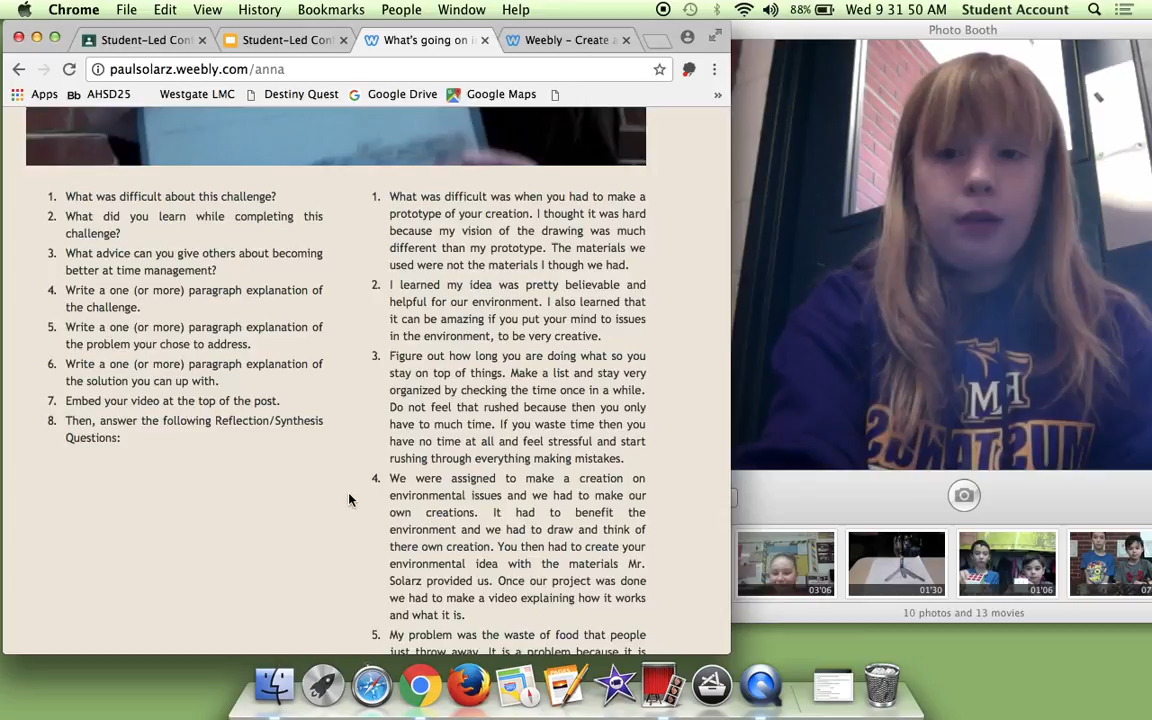 Chrome File Edit View History Bookmarks People Window Help
88% Wed 9 31 50 AM Student Account
Student-Led Con
Student-Led Con
What's going on i
Weebly - Create a
paulsolarz.weebly.com/anna
Apps
Bb AHSD25
Westgate LMC
Destiny Quest
Google Drive
Google Maps
»
Photo Booth
1. What was difficult about this challenge?
2. What did you learn while completing this
challenge?
3. What advice can you give others about becoming
better at time management?
4. Write a one (or more) paragraph explanation of
the challenge.
5. Write a one (or more) paragraph explanation of
the problem your chose to address.
6. Write a one (or more) paragraph explanation of
the solution you can up with.
7. Embed your video at the top of the post.
8. Then, answer the following Reflection/Synthesis
Questions:
1. What was difficult was when you had to make a
prototype of your creation. I thought it was hard
because my vision of the drawing was much
different than my prototype. The materials we
used were not the materials I though we had.
2. I learned my idea was pretty believable and
helpful for our environment. I also learned that
it can be amazing if you put your mind to issues
in the environment, to be very creative.
3. Figure out how long you are doing what so you
stay on top of things. Make a list and stay very
organized by checking the time once in a while.
Do not feel that rushed because then you only
have to much time. If you waste time then you
have no time at all and feel stressful and start
rushing through everything making mistakes.
4. We were assigned to make a creation on
environmental issues and we had to make our
own creations. It had to benefit the
environment and we had to draw and think of
there own creation. You then had to create your
environmental idea with the materials Mr.
Solarz provided us. Once our project was done
we had to make a video explaining how it works
and what it is.
5. My problem was the waste of food that people
just throw away. It is a problem because it is
MUSTANGS
03'06
01'30
01'06
07
10 photos and 13 movies